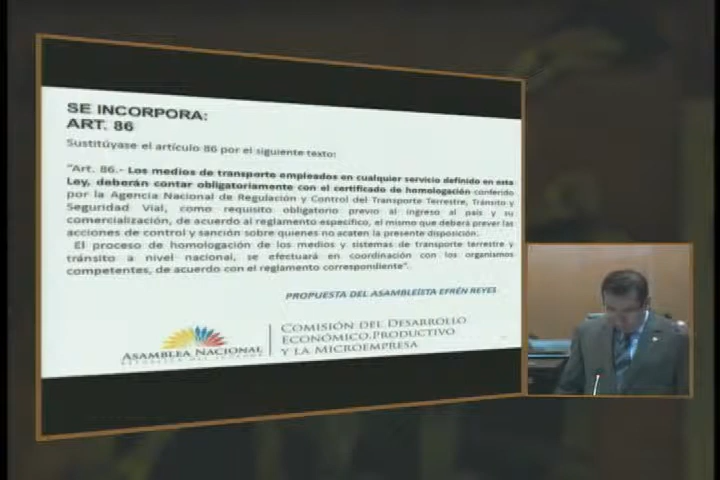 SE INCORPORA:
ART. 86
Sustitúyase el artículo 86 por el siguiente texto:
"Art. 86.- Los medios de transporte empleados en cualquier servicio definido en esta
Ley, deberán contar obligatoriamente con el certificado de homologación conferido
por la Agencia Nacional de Regulación y Control del Transporte Terrestre, Tránsito y
Seguridad Vial, como requisito obligatorio previo al ingreso al país y su
comercialización, de acuerdo al reglamento específico, el mismo que deberá prever las
acciones de control y sanción sobre quienes no acaten la presente disposición.
El proceso de homologación de los medios y sistemas de transporte terrestre y
tránsito a nivel nacional, se efectuará en coordinación con los organismos
competentes, de acuerdo con el reglamento correspondiente".
PROPUESTA DEL ASAMBLEÍSTA EFRÉN REYES
ASAMBLEA NACIONAL
REPÚBLICA DEL ECUADOR
COMISIÓN DEL DESARROLLO
ECONÓMICO, PRODUCTIVO
Y LA MICROEMPRESA